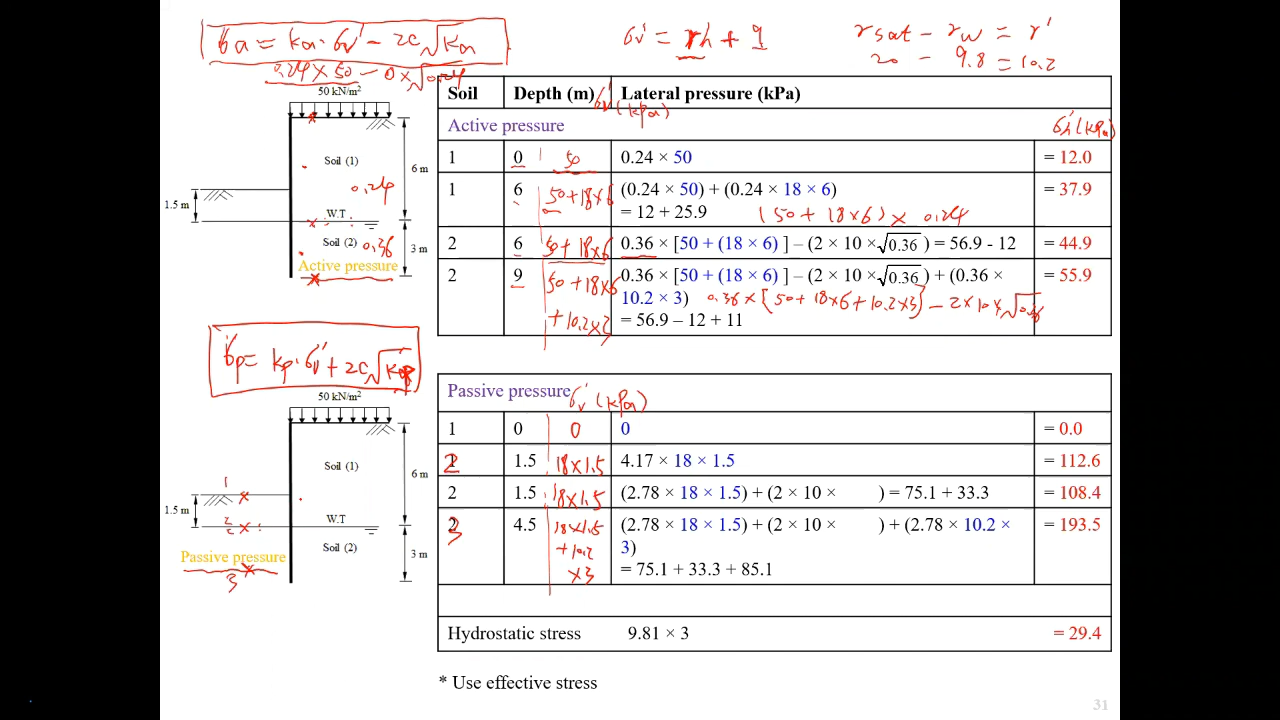 σa = ka·σv' − 2c√Ka
0.24×50 − 0×√0.24
σv' = rh + q
rsat − rw = r'
20 − 9.8 = 10.2
50 kN/m²
Soil (1)
0.24
6 m
1.5 m
W.T
Soil (2)
0.36
3 m
Active pressure
Soil Depth (m) σv' (kPa) Lateral pressure (kPa)
Active pressure σh' (kPa)
1 0 50 0.24 × 50 = 12.0
1 6 50+18×6 (0.24 × 50) + (0.24 × 18 × 6) = 37.9
= 12 + 25.9 (50 + 18×6) × 0.24
2 6 50+18×6 0.36 × [50 + (18 × 6) ] – (2 × 10 ×√0.36 ) = 56.9 - 12 = 44.9
2 9 50+18×6 0.36 × [50 + (18 × 6) ] – (2 × 10 ×√0.36 ) + (0.36 × = 55.9
+10.2×3 10.2 × 3) 0.36×[50+18×6+10.2×3] − 2×10×√0.36
= 56.9 – 12 + 11
σp = kp·σv' + 2c√Kp
50 kN/m²
Soil (1)
6 m
1
1.5 m
2
2
W.T
Soil (2)
3 m
Passive pressure
3
Passive pressure σv' (kPa)
1 0 0 0 = 0.0
2 1.5 18×1.5 4.17 × 18 × 1.5 = 112.6
2 1.5 18×1.5 (2.78 × 18 × 1.5) + (2 × 10 × ) = 75.1 + 33.3 = 108.4
3 4.5 18×1.5 (2.78 × 18 × 1.5) + (2 × 10 × ) + (2.78 × 10.2 × = 193.5
+10.2 3)
×3 = 75.1 + 33.3 + 85.1
Hydrostatic stress 9.81 × 3 = 29.4
* Use effective stress
31